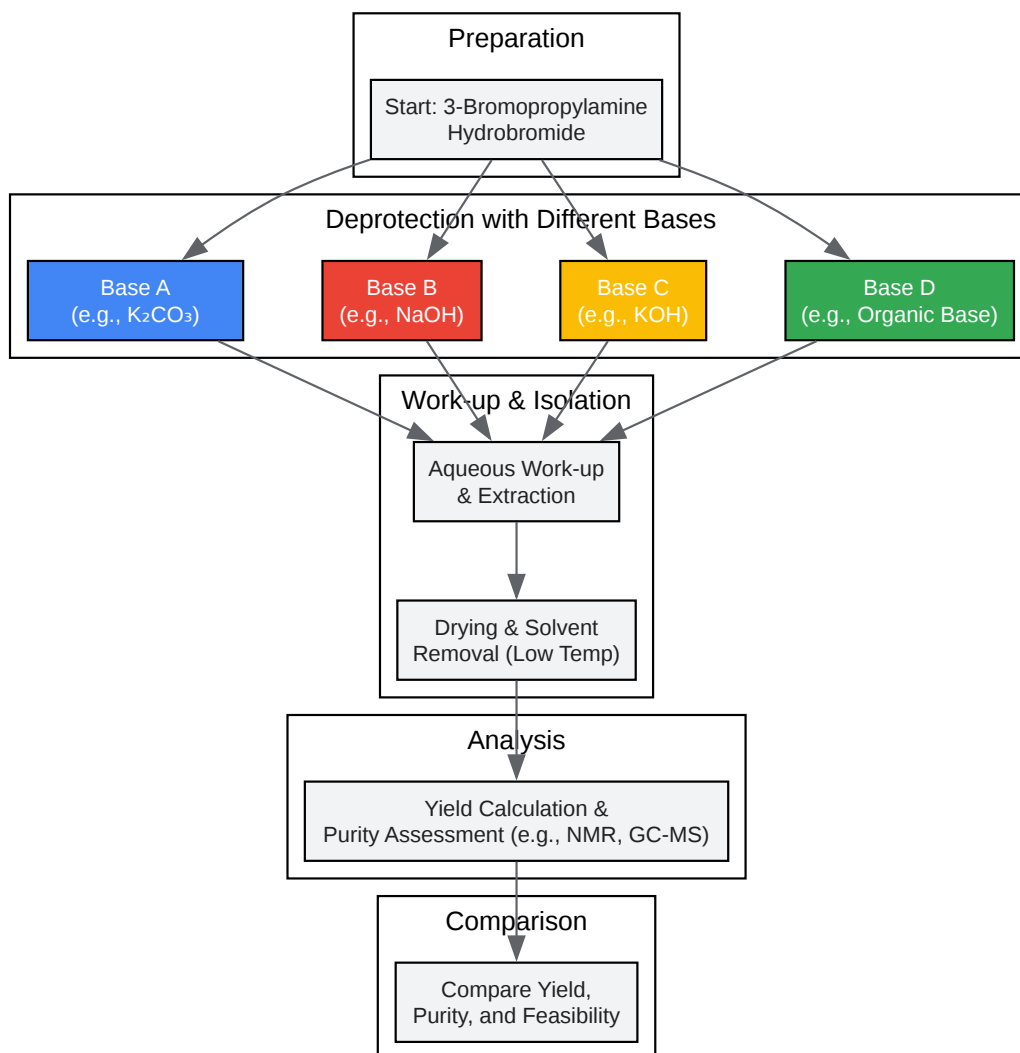 Preparation
Start: 3-Bromopropylamine
Hydrobromide
Deprotection with Different Bases
Base A
(e.g., K₂CO₃)
Base B
(e.g., NaOH)
Base C
(e.g., KOH)
Base D
(e.g., Organic Base)
Work-up & Isolation
Aqueous Work-up
& Extraction
Drying & Solvent
Removal (Low Temp)
Analysis
Yield Calculation &
Purity Assessment (e.g., NMR, GC-MS)
Comparison
Compare Yield,
Purity, and Feasibility